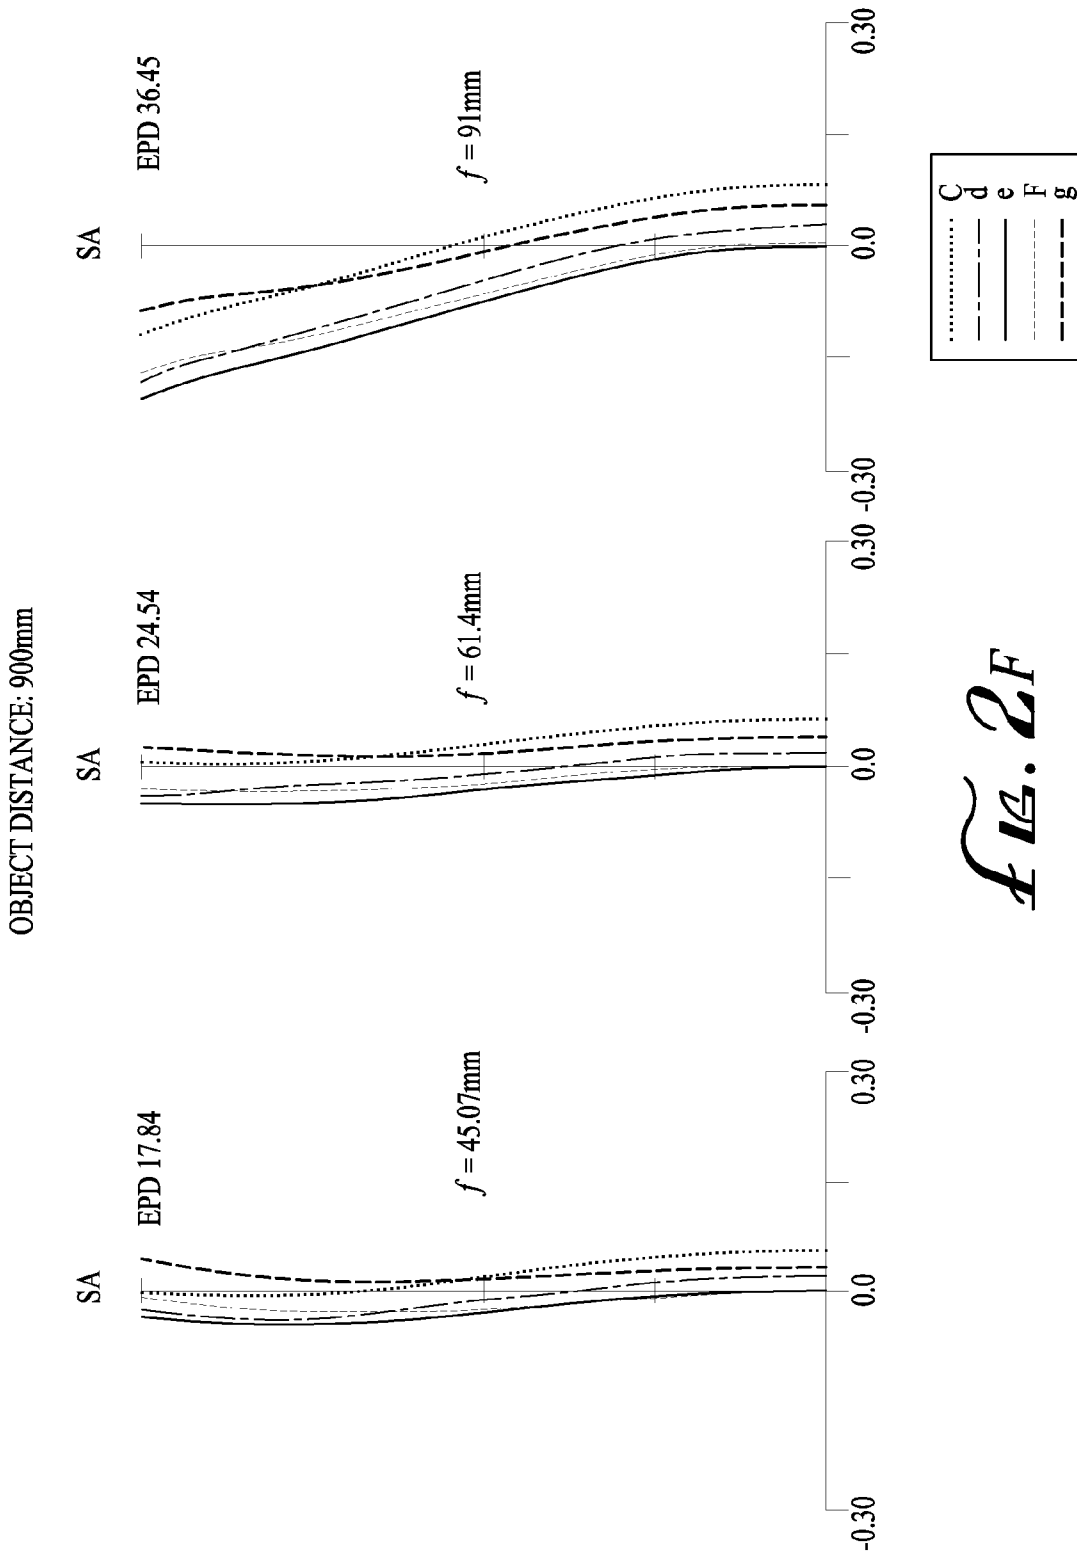 OBJECT DISTANCE: 900mm
SA
EPD 17.84
f = 45.07mm
-0.30
0.0
0.30
SA
EPD 24.54
f = 61.4mm
-0.30
0.0
0.30
SA
EPD 36.45
f = 91mm
-0.30
0.0
0.30
C
d
e
F
g
FIG. 2F